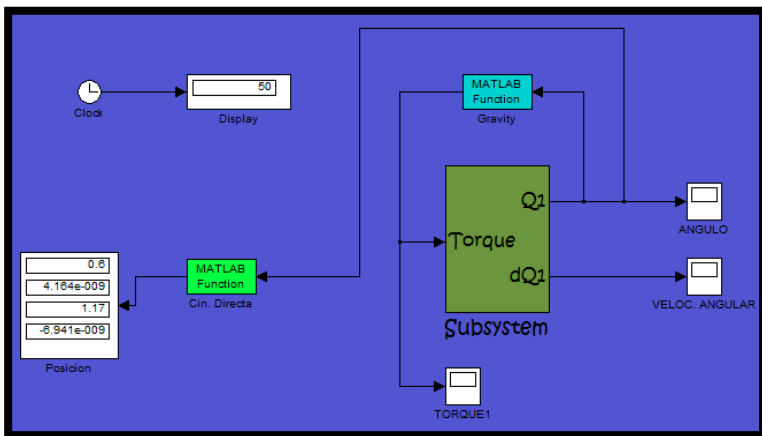 MATLAB
Function
Gravity
50
Clock
Display
Q1
ANGULO
Torque
MATLAB
Function
Cin. Directa
dQ1
VELOC. ANGULAR
0.6
4.164e-009
1.17
-6.941e-009
Posicion
Subsystem
TORQUE1